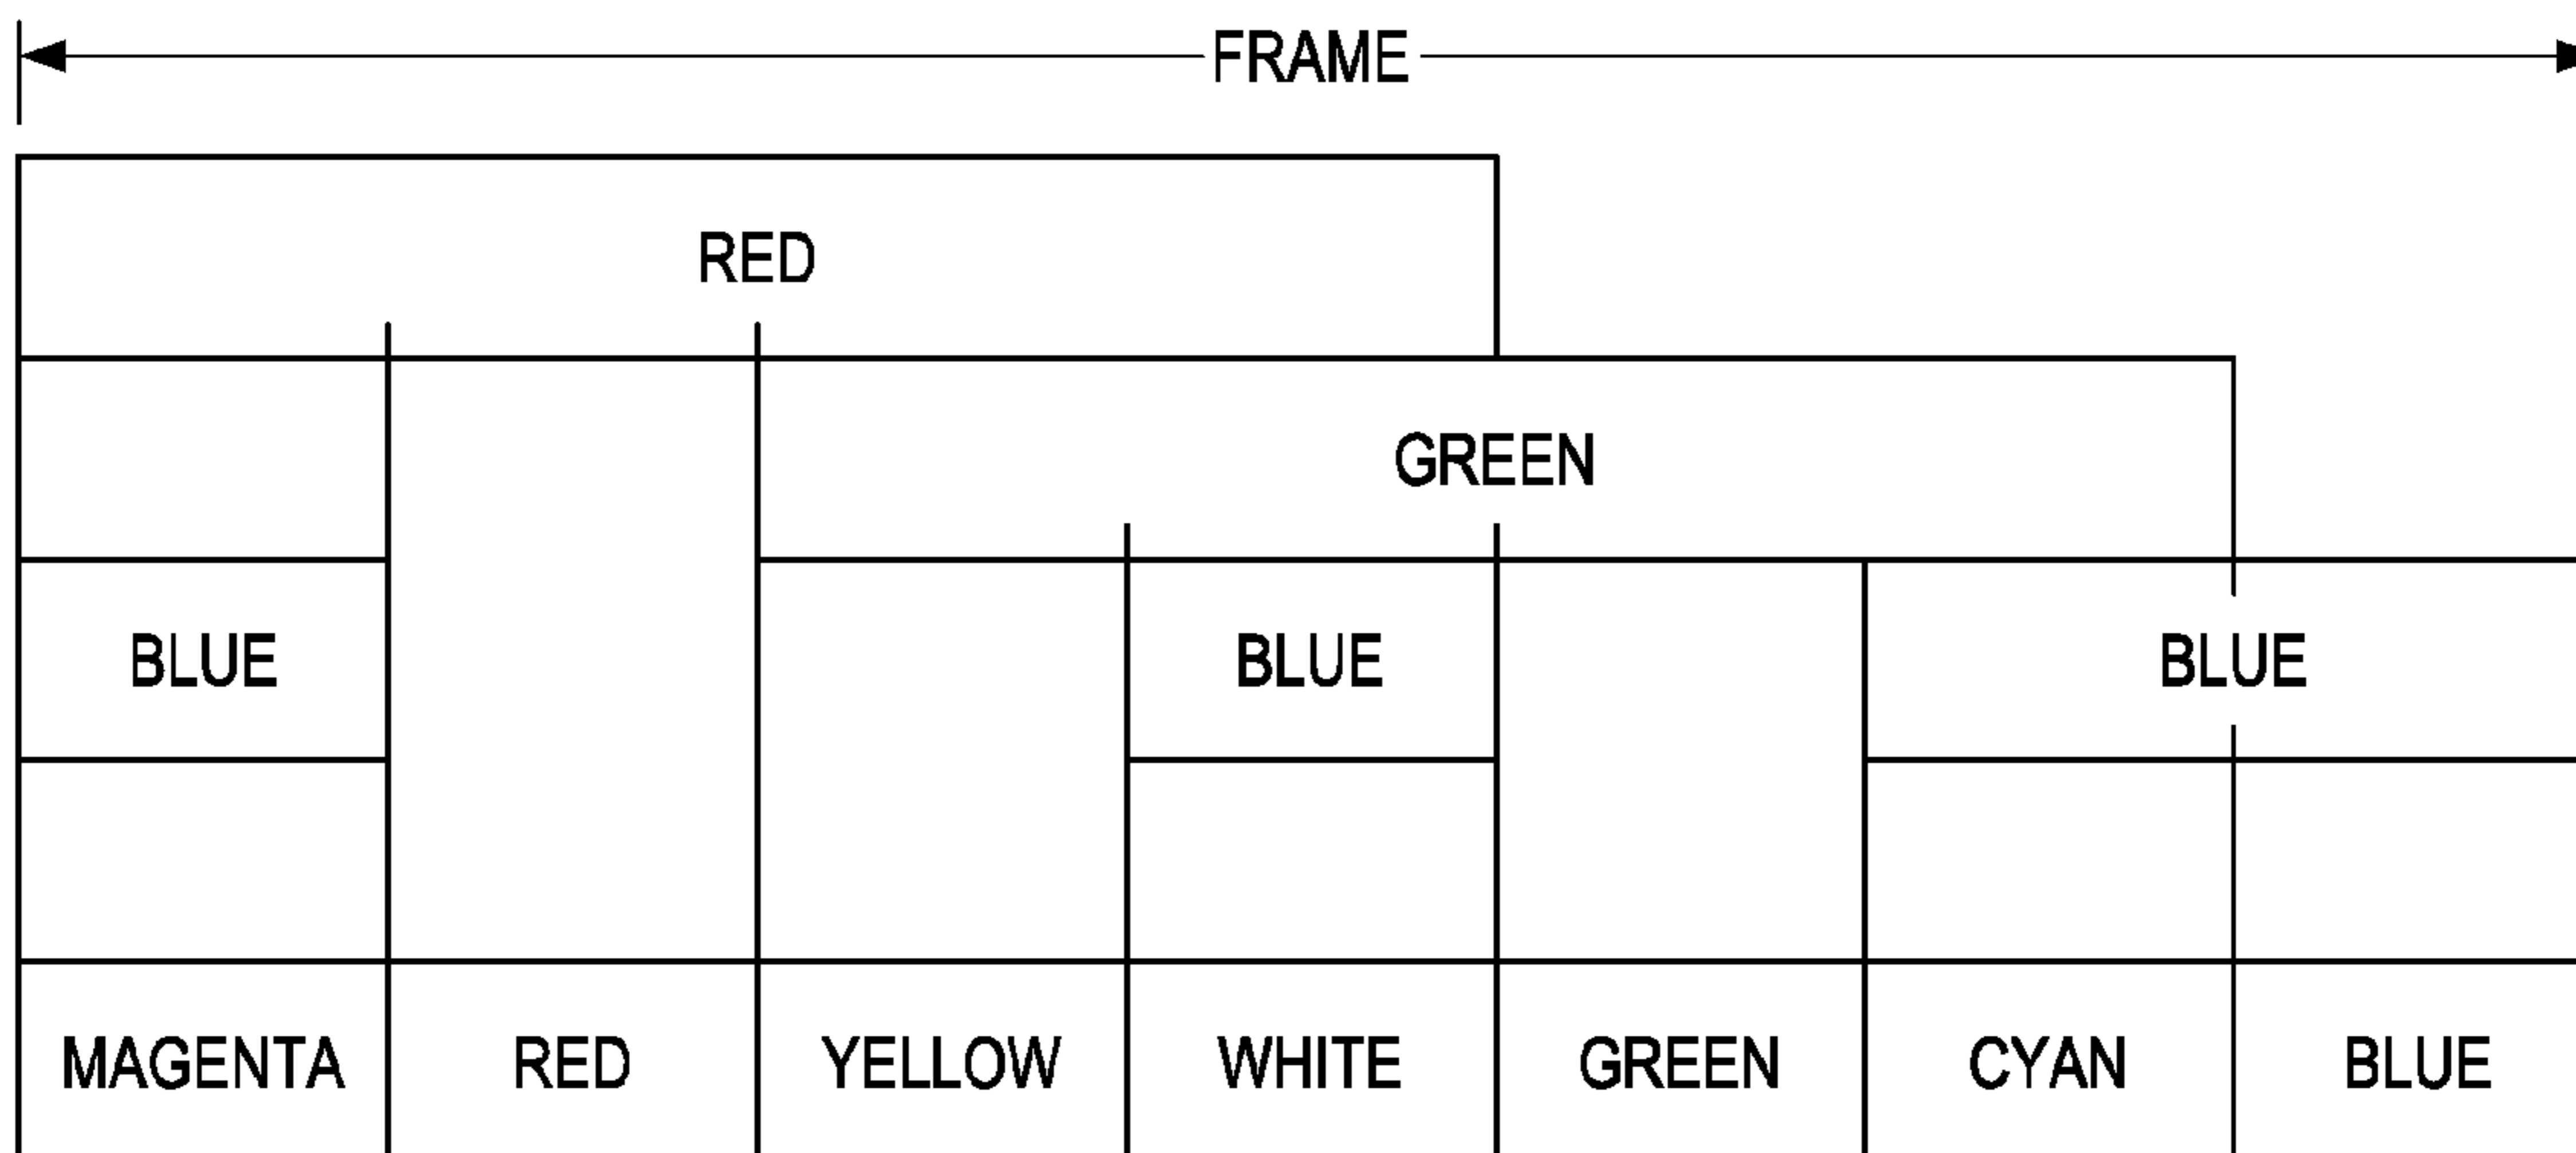 FRAME
RED
GREEN
BLUE BLUE BLUE
MAGENTA RED YELLOW WHITE GREEN CYAN BLUE